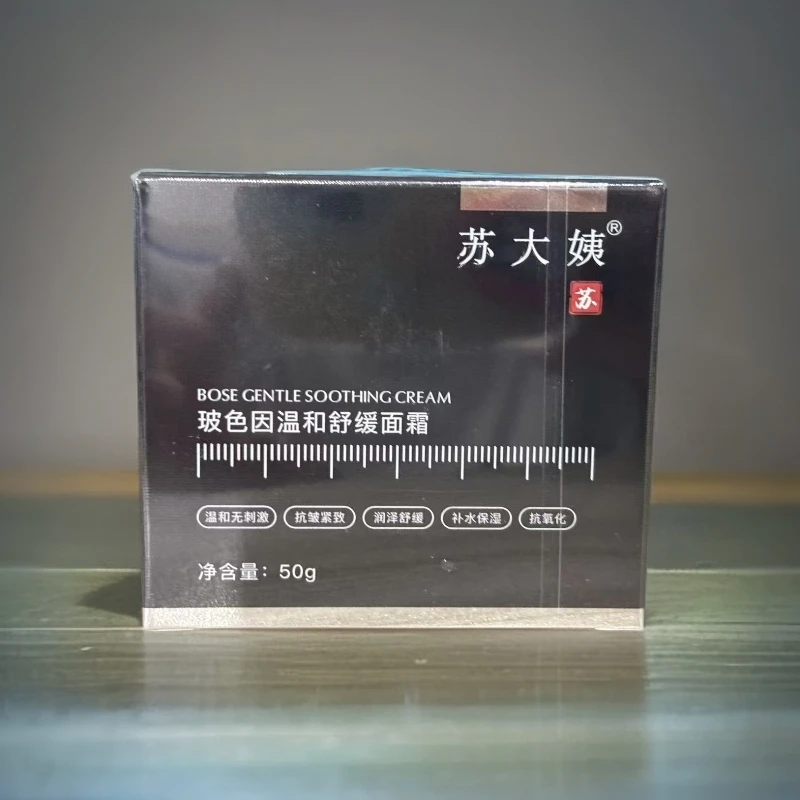 苏大姨®
苏
BOSE GENTLE SOOTHING CREAM
玻色因温和舒缓面霜
温和无刺激 抗皱紧致 润泽舒缓 补水保湿 抗氧化
净含量：50g